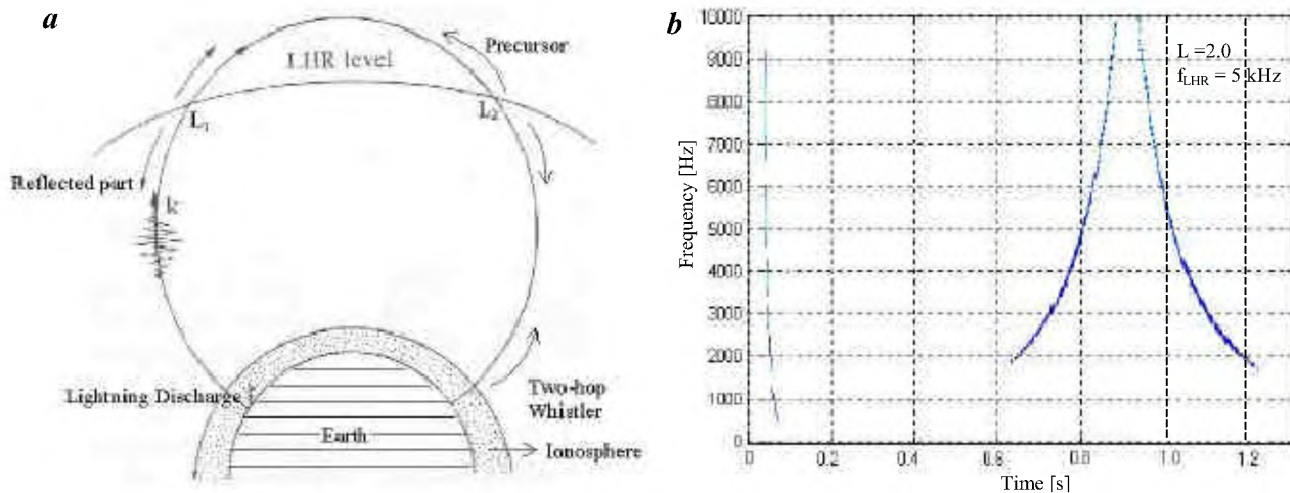 a
Precursor
LHR level
L1
L2
Reflected part
k
Lightning Discharge
Two-hop
Whistler
Earth
Ionosphere
b
L =2.0
fLHR = 5 kHz
Frequency [Hz]
10000
9000
8000
7000
6000
5000
4000
3000
2000
1000
0
0
0.2
0.4
0.6
0.8
1.0
1.2
Time [s]